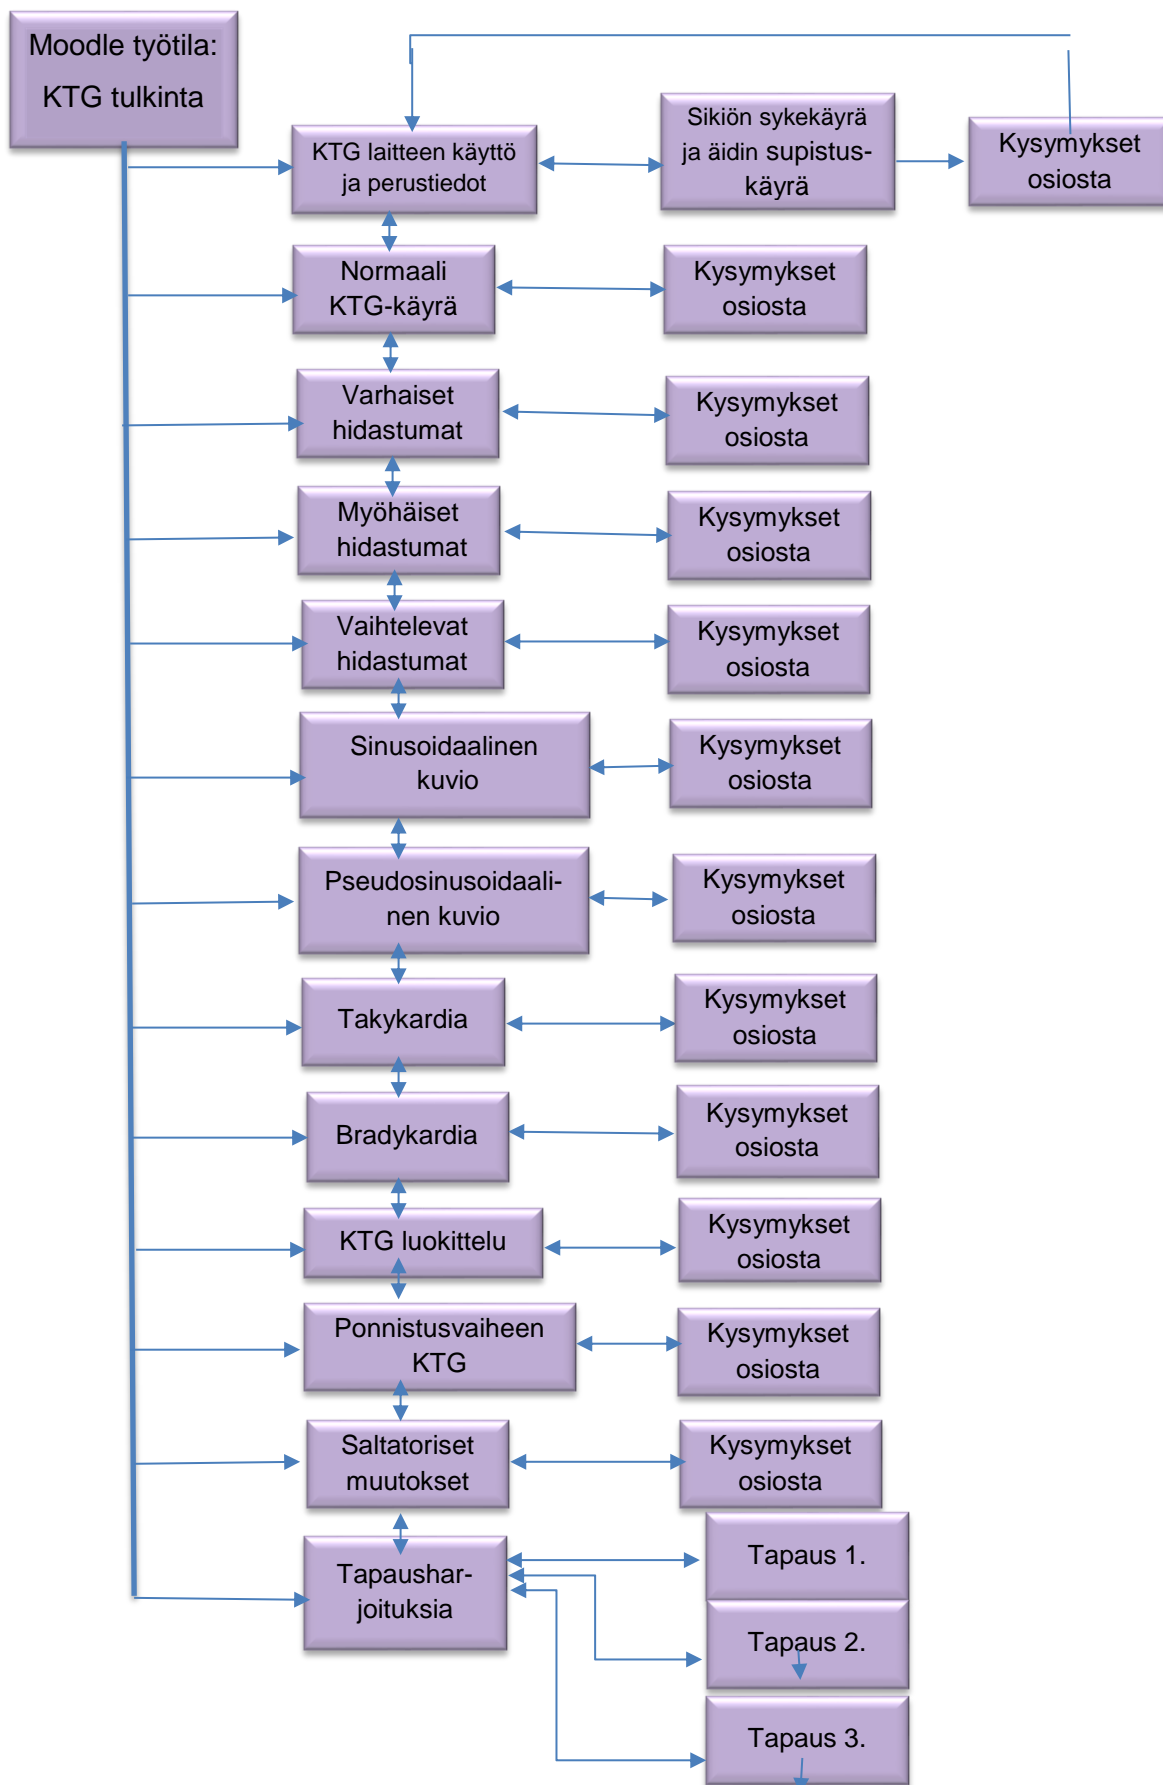 Moodle työtila:
KTG tulkinta
KTG laitteen käyttö
ja perustiedot
Sikiön sykekäyrä
ja äidin supistus-
käyrä
Kysymykset
osiosta
Normaali
KTG-käyrä
Kysymykset
osiosta
Varhaiset
hidastumat
Kysymykset
osiosta
Myöhäiset
hidastumat
Kysymykset
osiosta
Vaihtelevat
hidastumat
Kysymykset
osiosta
Sinusoidaalinen
kuvio
Kysymykset
osiosta
Pseudosinusoidaali-
nen kuvio
Kysymykset
osiosta
Takykardia
Kysymykset
osiosta
Bradykardia
Kysymykset
osiosta
KTG luokittelu
Kysymykset
osiosta
Ponnistusvaiheen
KTG
Kysymykset
osiosta
Saltatoriset
muutokset
Kysymykset
osiosta
Tapaushar-
joituksia
Tapaus 1.
Tapaus 2.
Tapaus 3.